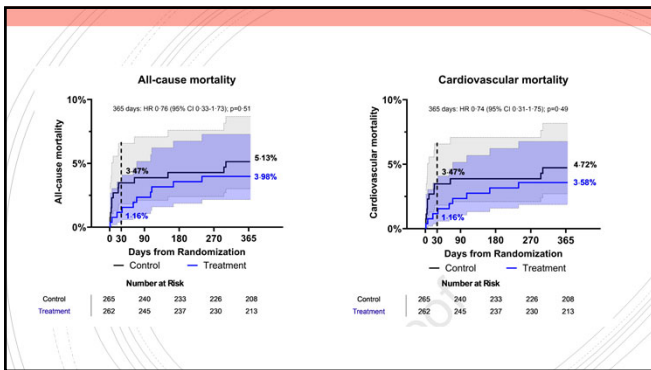 All-cause mortality
10%
365 days: HR 0·76 (95% CI 0·33-1·73); p=0·51
All-cause mortality
5%
3·47%
5·13%
3·98%
1·16%
0%
0 30 90 180 270 365
Days from Randomization
Control Treatment
Number at Risk
Control 265 240 233 226 208
Treatment 262 245 237 230 213
Cardiovascular mortality
10%
365 days: HR 0·74 (95% CI 0·31-1·75); p=0·49
Cardiovascular mortality
5%
3·47%
4·72%
3·58%
1·16%
0%
0 30 90 180 270 365
Days from Randomization
Control Treatment
Number at Risk
Control 265 240 233 226 208
Treatment 262 245 237 230 213